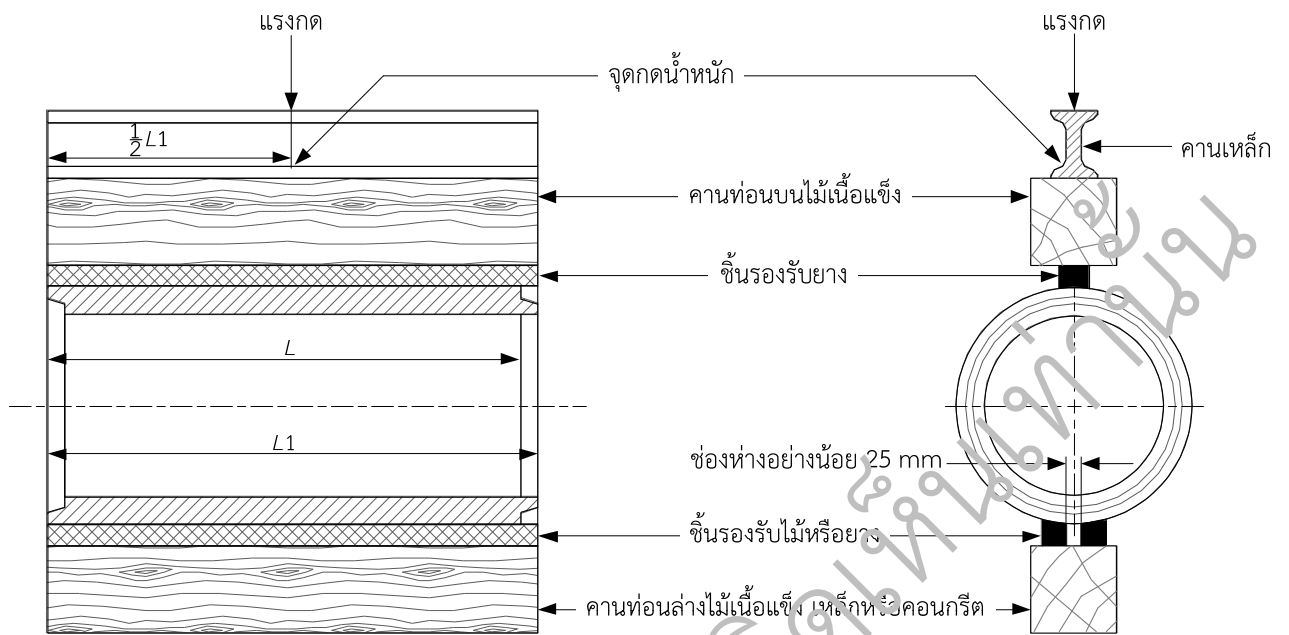 แรงกด
แรงกด
จุดกดน้ำหนัก
½ L1
คานเหล็ก
คานท่อนบนไม้เนื้อแข็ง
ชิ้นรองรับยาง
L
L1
ช่องห่างอย่างน้อย 25 mm
ชิ้นรองรับไม้หรือยาง
คานท่อนล่างไม้เนื้อแข็ง เหล็กหรือคอนกรีต